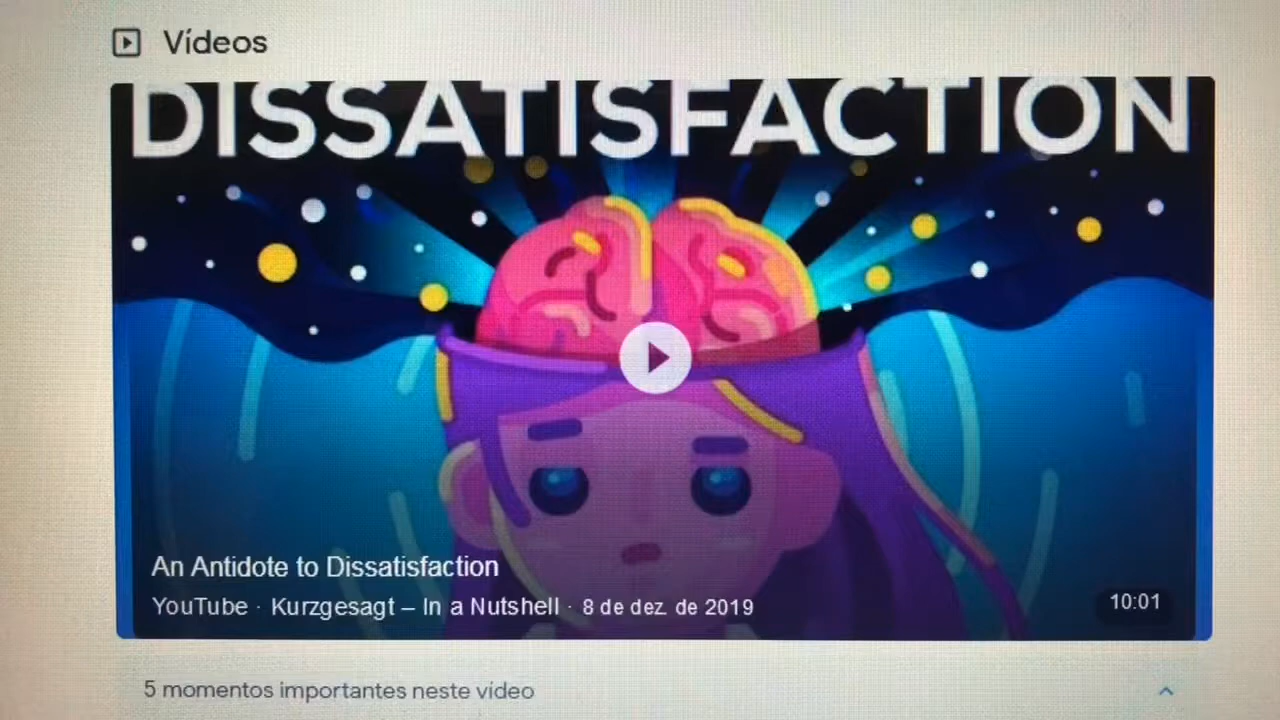 Vídeos
DISSATISFACTION
An Antidote to Dissatisfaction
YouTube · Kurzgesagt – In a Nutshell · 8 de dez. de 2019
10:01
5 momentos importantes neste vídeo